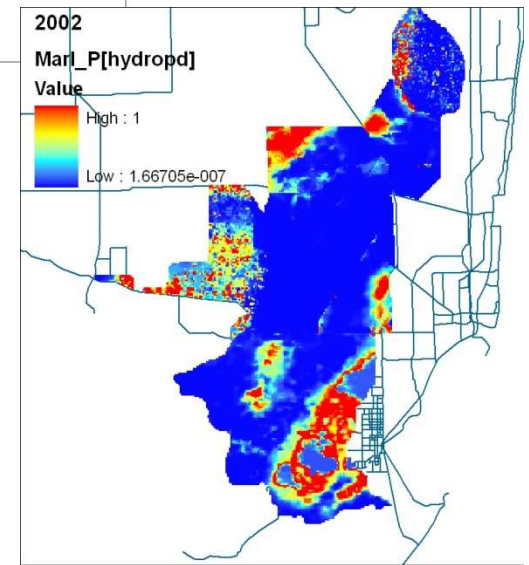 2002
Marl_P[hydropd]
Value
High : 1
Low : 1.66705e-007